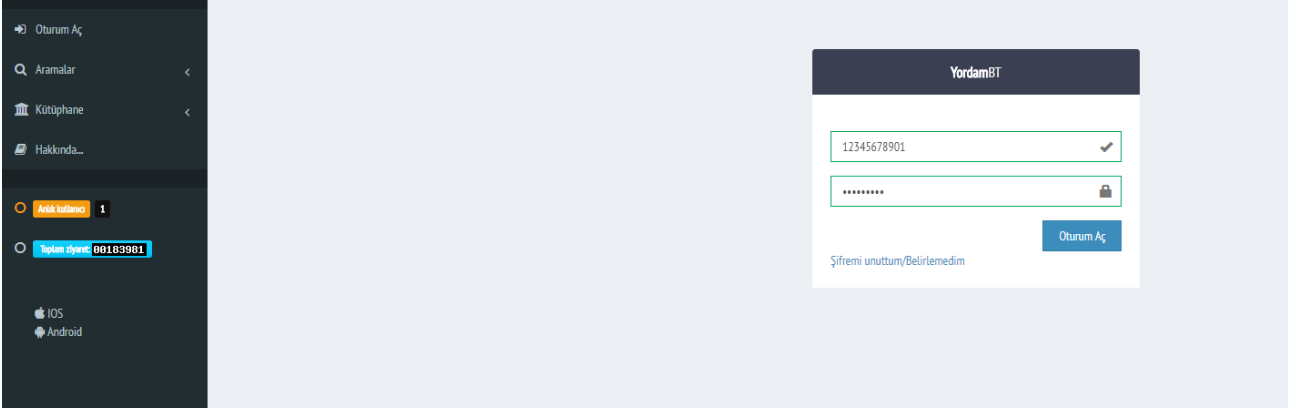 Oturum Aç
Aramalar
Kütüphane
Hakkında...
Anlık kullanıcı 1
Toplam ziyaret: 00183981
IOS
Android
YordamBT
12345678901
•••••••••
Oturum Aç
Şifremi unuttum/Belirlemedim